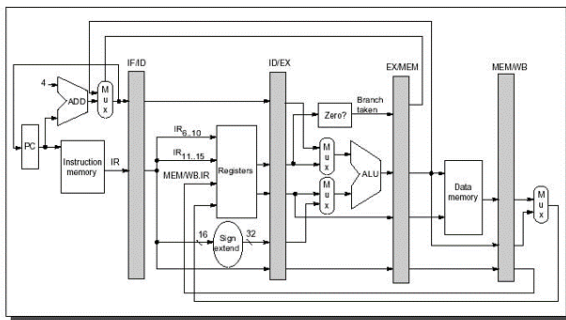 IF/ID
ID/EX
EX/MEM
MEM/WB
4
ADD
M
u
x
PC
Instruction
memory
IR
IR6..10
IR11..15
MEM/WB.IR
Registers
16
Sign
extend
32
Zero?
Branch
taken
M
u
x
M
u
x
ALU
Data
memory
M
u
x